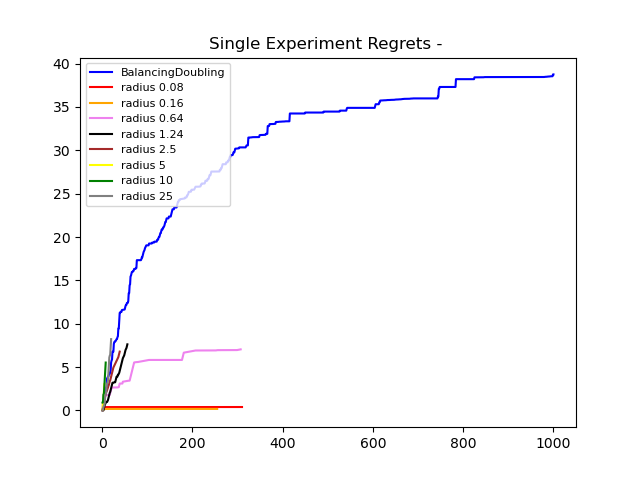 Single Experiment Regrets -
40
35
30
25
20
15
10
5
0
BalancingDoubling
radius 0.08
radius 0.16
radius 0.64
radius 1.24
radius 2.5
radius 5
radius 10
radius 25
0 200 400 600 800 1000